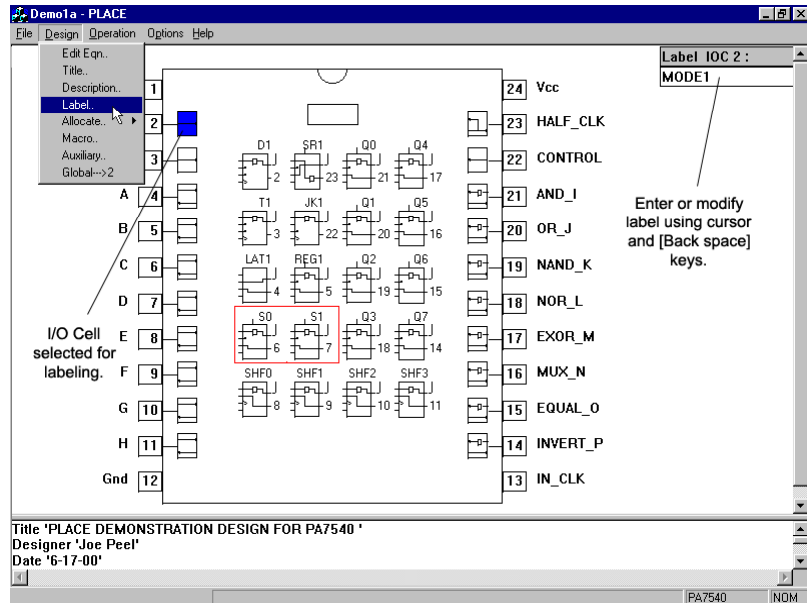 Demo1a - PLACE
File Design Operation Options Help
Edit Eqn..
Title..
Description..
Label..
Allocate..
Macro..
Auxiliary..
Global--->2
Label IOC 2 :
MODE1
Enter or modify
label using cursor
and [Back space]
keys.
I/O Cell
selected for
labeling.
1
2
3
A 4
B 5
C 6
D 7
E 8
F 9
G 10
H 11
Gnd 12
24 Vcc
23 HALF_CLK
22 CONTROL
21 AND_I
20 OR_J
19 NAND_K
18 NOR_L
17 EXOR_M
16 MUX_N
15 EQUAL_O
14 INVERT_P
13 IN_CLK
D1 SR1 Q0 Q4
2 23 21 17
T1 JK1 Q1 Q5
3 22 20 16
LAT1 REG1 Q2 Q6
4 5 19 15
S0 S1 Q3 Q7
6 7 18 14
SHF0 SHF1 SHF2 SHF3
8 9 10 11
Title 'PLACE DEMONSTRATION DESIGN FOR PA7540 '
Designer 'Joe Peel'
Date '6-17-00'
PA7540 NOM